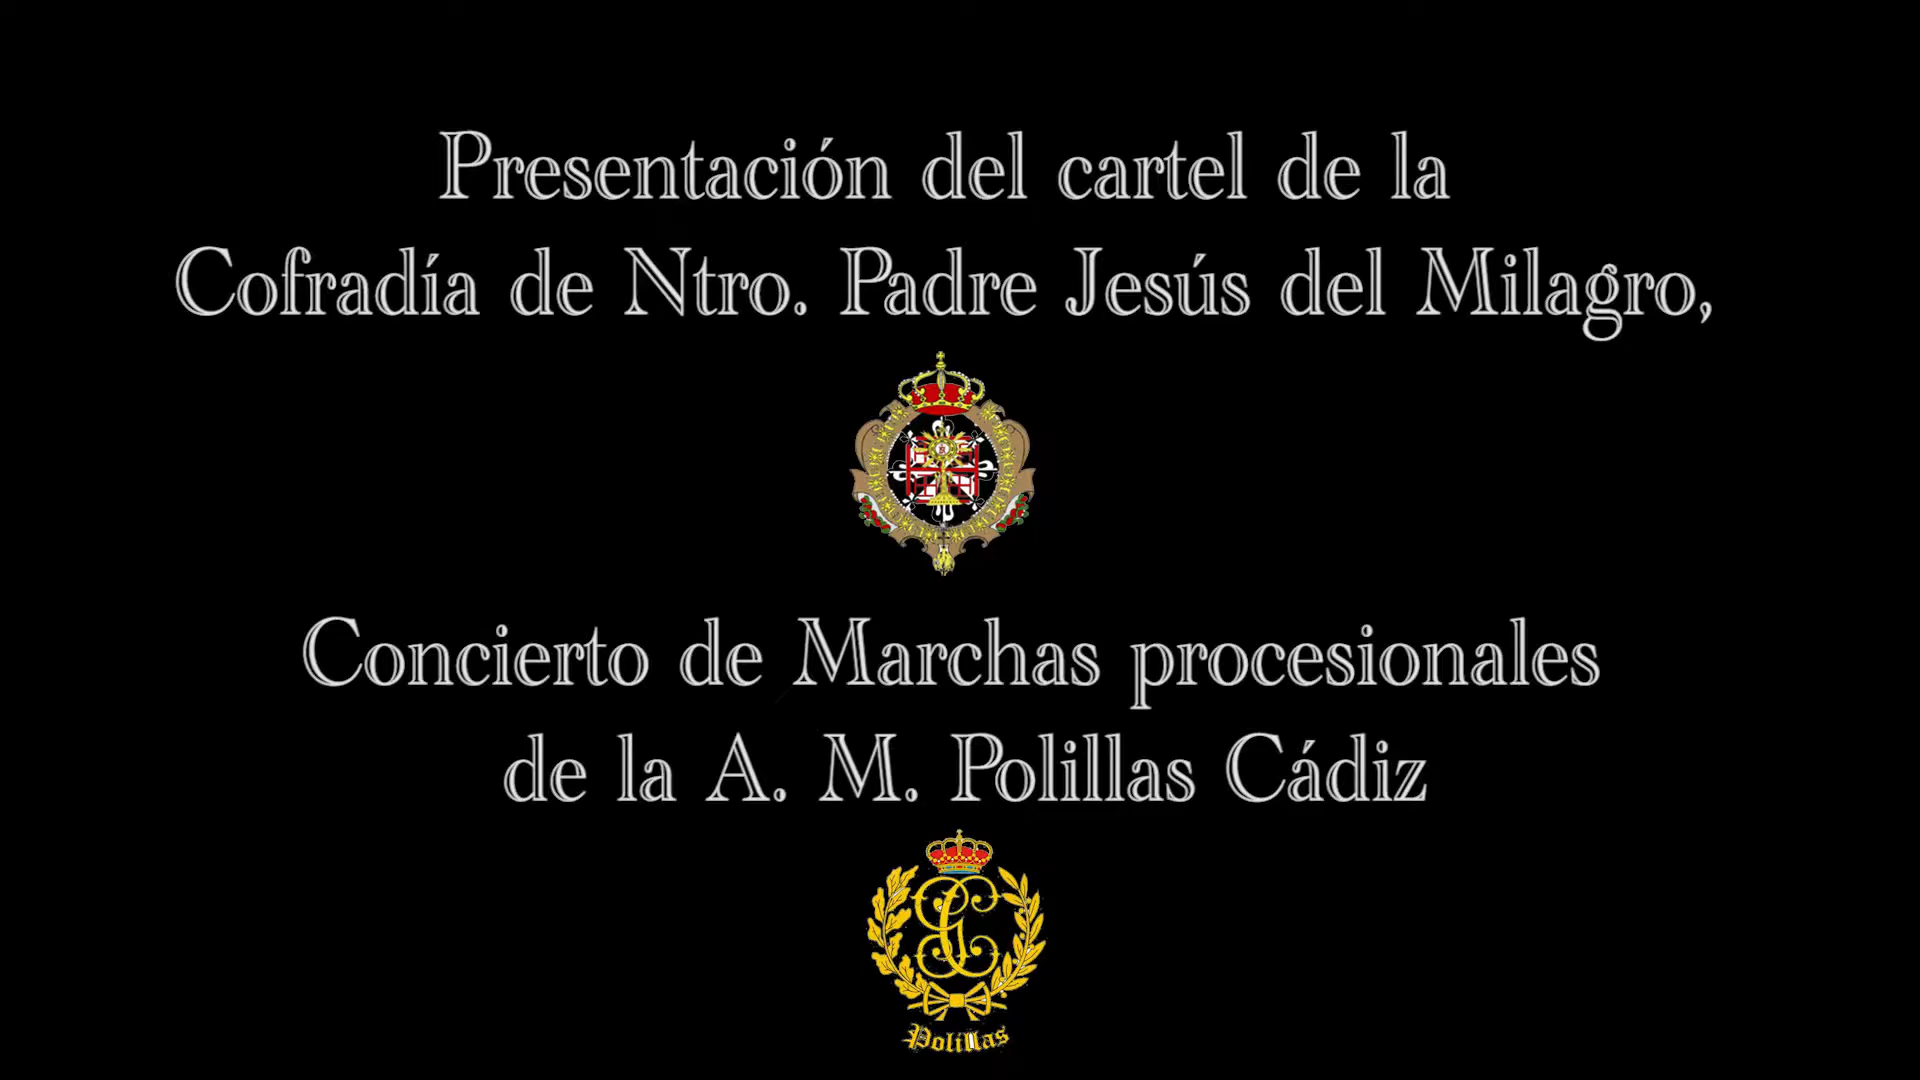 Presentación del cartel de la
Cofradía de Ntro. Padre Jesús del Milagro,
Concierto de Marchas procesionales
de la A. M. Polillas Cádiz
Polillas